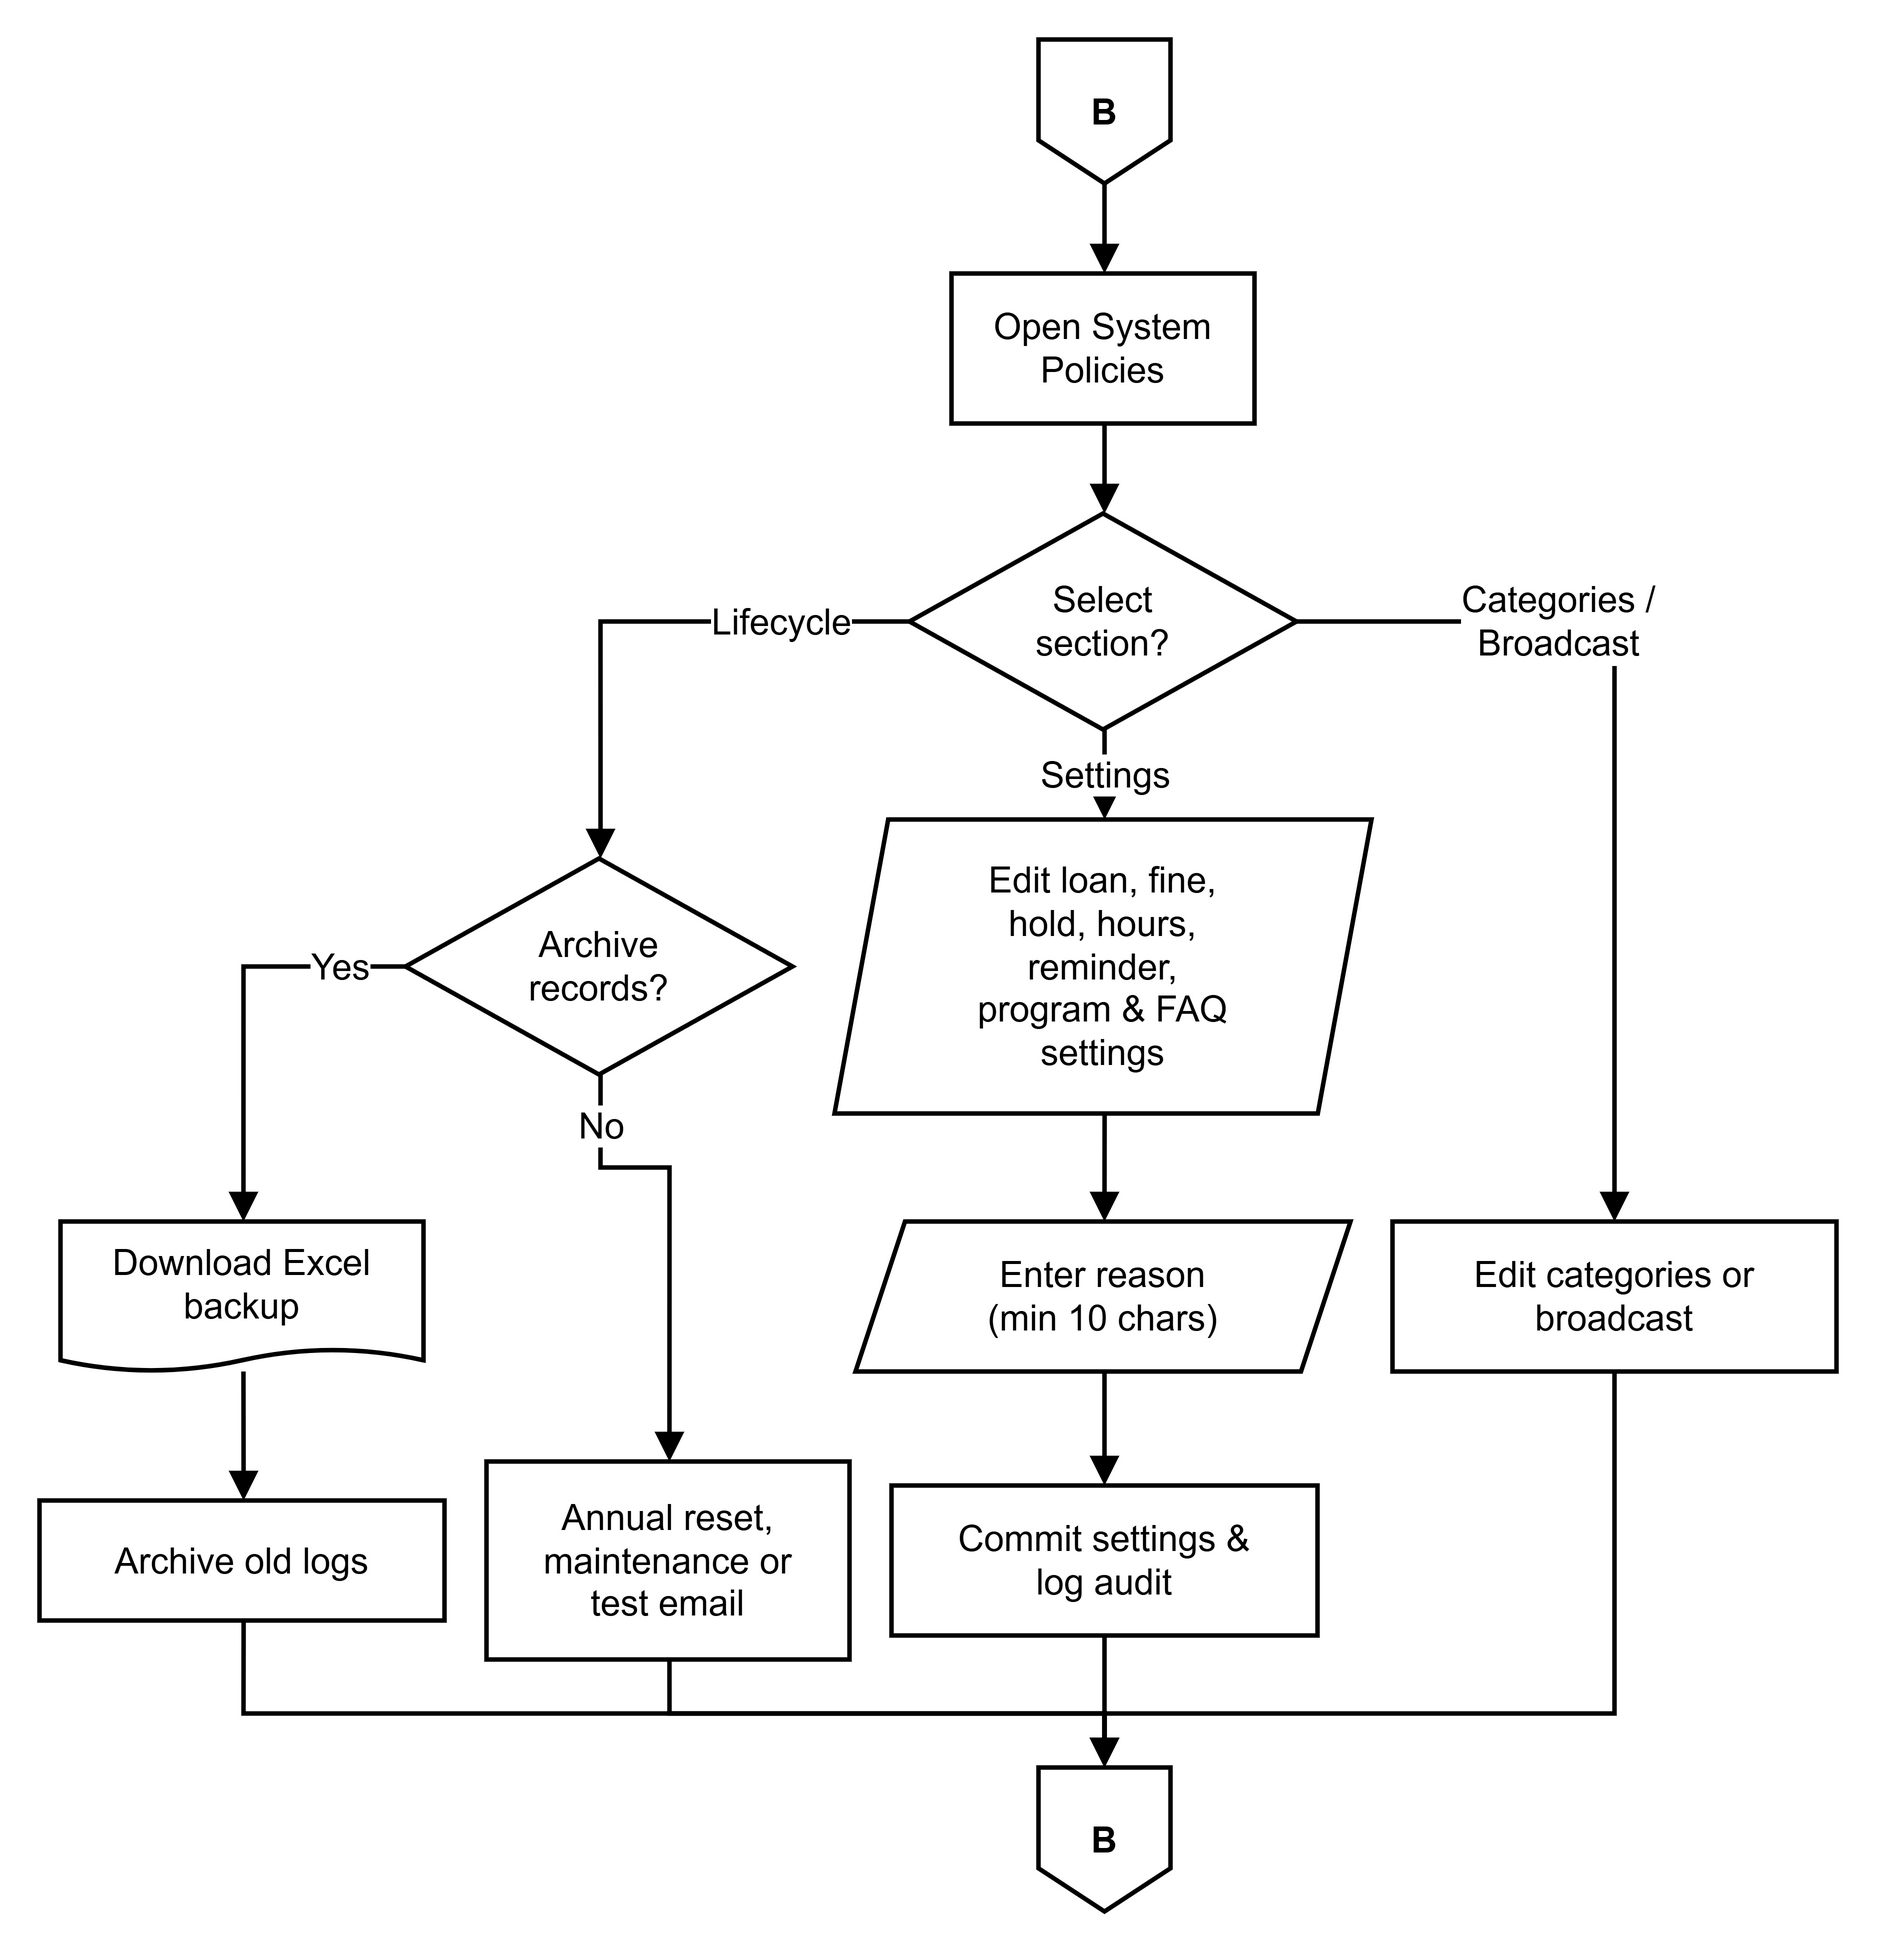 B
Open System
Policies
Select
section?
Lifecycle
Categories /
Broadcast
Settings
Edit loan, fine,
hold, hours,
reminder,
program & FAQ
settings
Archive
records?
Yes
No
Download Excel
backup
Enter reason
(min 10 chars)
Edit categories or
broadcast
Archive old logs
Annual reset,
maintenance or
test email
Commit settings &
log audit
B